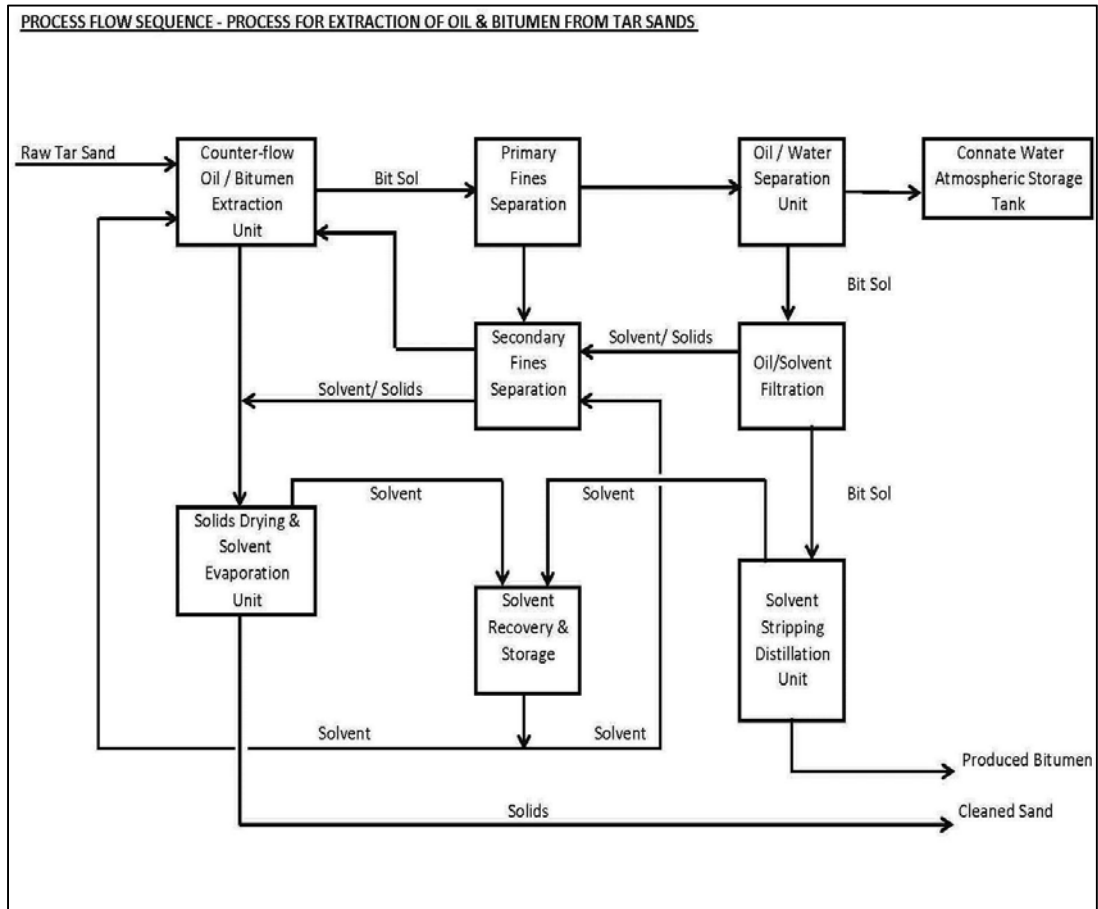 PROCESS FLOW SEQUENCE - PROCESS FOR EXTRACTION OF OIL & BITUMEN FROM TAR SANDS
Raw Tar Sand
Counter-flow
Oil / Bitumen
Extraction
Unit
Bit Sol
Primary
Fines
Separation
Oil / Water
Separation
Unit
Connate Water
Atmospheric Storage
Tank
Bit Sol
Secondary
Fines
Separation
Solvent/ Solids
Oil/Solvent
Filtration
Solvent/ Solids
Solvent
Solvent
Bit Sol
Solids Drying &
Solvent
Evaporation
Unit
Solvent
Recovery &
Storage
Solvent
Stripping
Distillation
Unit
Solvent
Solvent
Produced Bitumen
Solids
Cleaned Sand